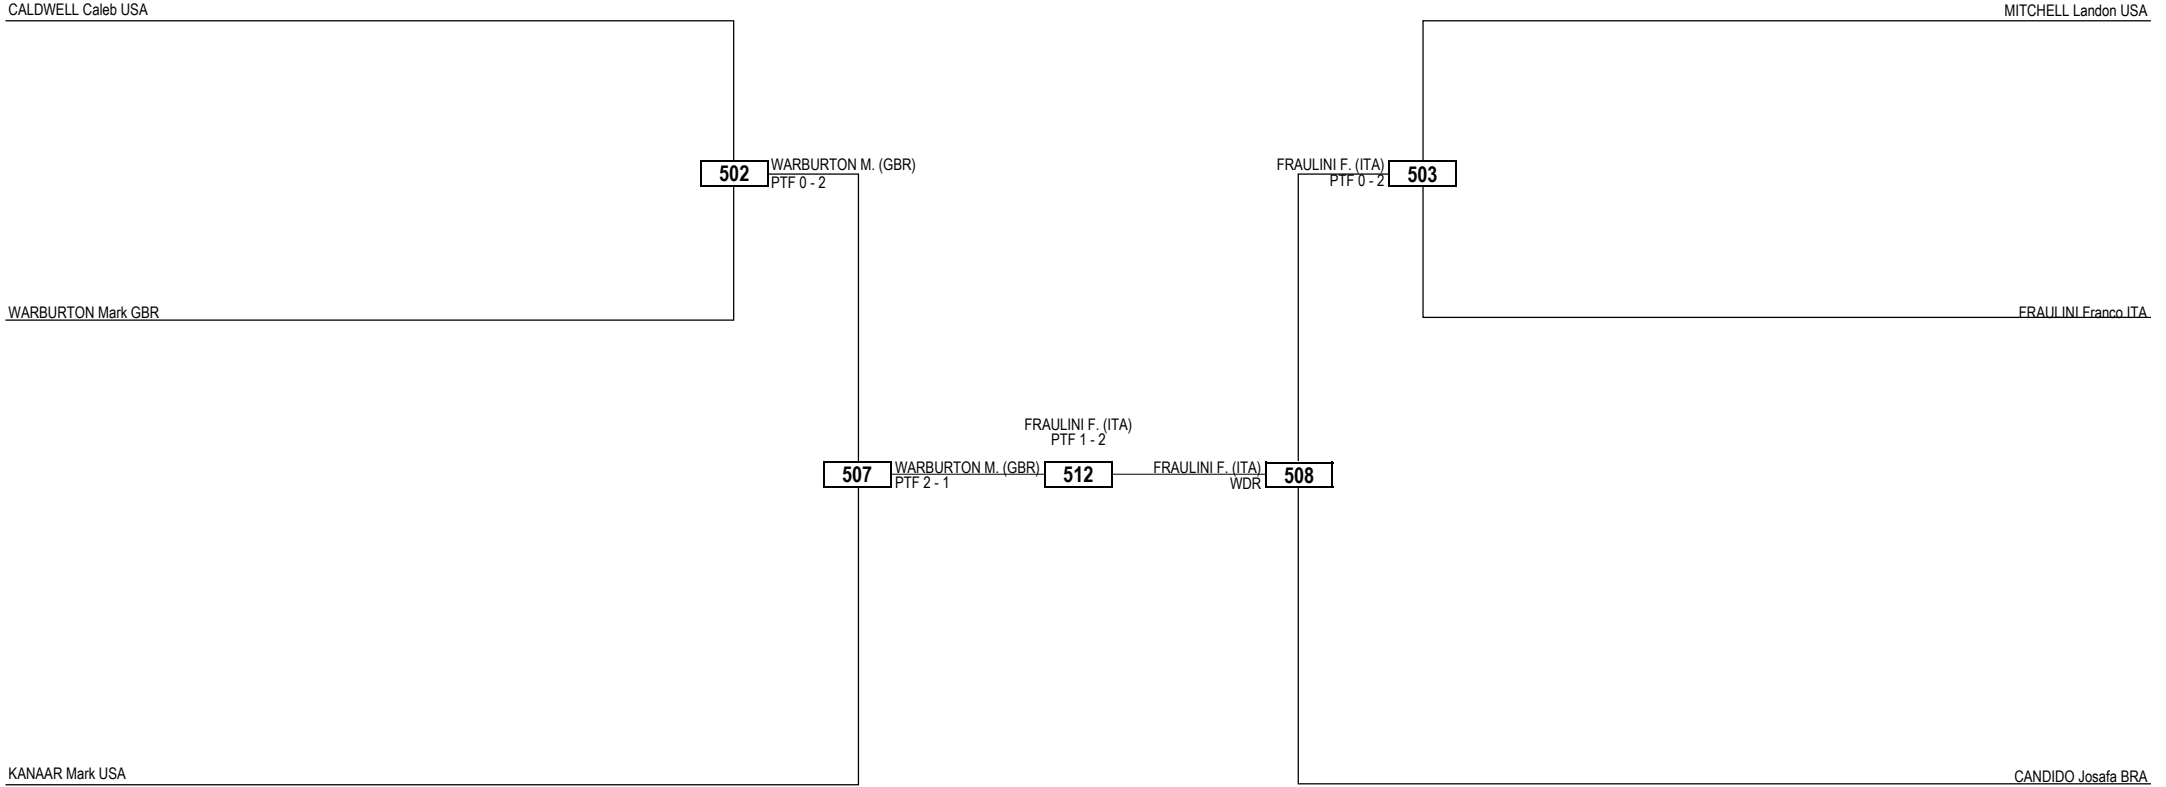 CALDWELL Caleb USA
MITCHELL Landon USA
502
WARBURTON M. (GBR)
PTF 0 - 2
FRAULINI F. (ITA)
PTF 0 - 2
503
WARBURTON Mark GBR
FRAULINI Franco ITA
FRAULINI F. (ITA)
PTF 1 - 2
507
WARBURTON M. (GBR)
PTF 2 - 1
512
FRAULINI F. (ITA)
WDR
508
KANAAR Mark USA
CANDIDO Josafa BRA